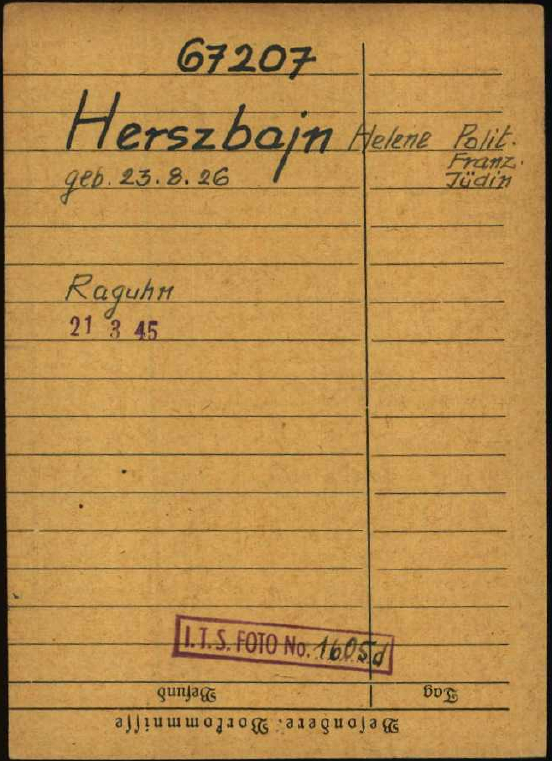 67207
Herszbajn Helene Polit.
Franz.
Jüdin
geb. 23.8.26
Raguhn
21 3 45
I.T.S. FOTO No. 1605d
Befund Tag
Besondere Vorkommnisse